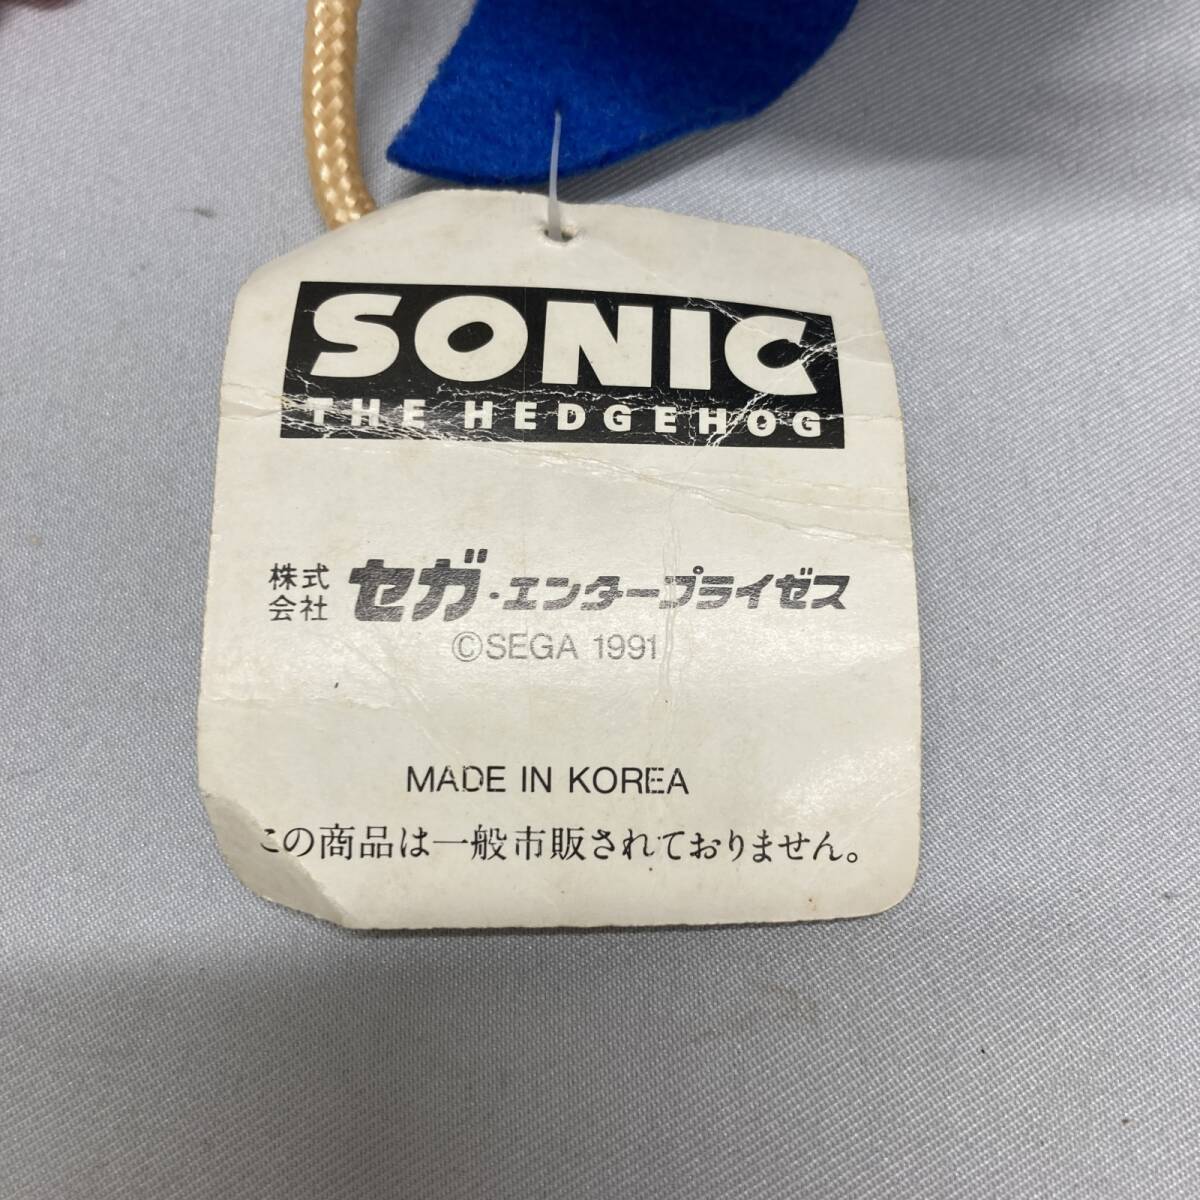 SONIC
THE HEDGEHOG
株式会社 セガ・エンタープライゼス
©SEGA 1991
MADE IN KOREA
この商品は一般市販されておりません。